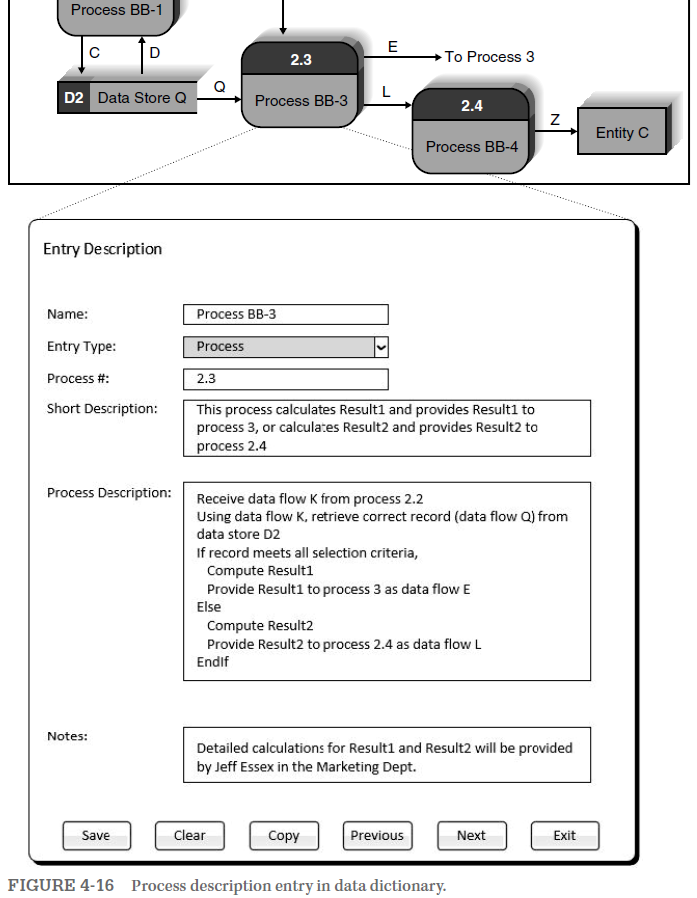 Process BB-1
C
D
2.3
E
To Process 3
D2 Data Store Q
Q
Process BB-3
L
2.4
Process BB-4
Z
Entity C
Entry Description
Name:
Process BB-3
Entry Type:
Process
Process #:
2.3
Short Description:
This process calculates Result1 and provides Result1 to
process 3, or calculates Result2 and provides Result2 to
process 2.4
Process Description:
Receive data flow K from process 2.2
Using data flow K, retrieve correct record (data flow Q) from
data store D2
If record meets all selection criteria,
Compute Result1
Provide Result1 to process 3 as data flow E
Else
Compute Result2
Provide Result2 to process 2.4 as data flow L
EndIf
Notes:
Detailed calculations for Result1 and Result2 will be provided
by Jeff Essex in the Marketing Dept.
Save Clear Copy Previous Next Exit
FIGURE 4-16 Process description entry in data dictionary.